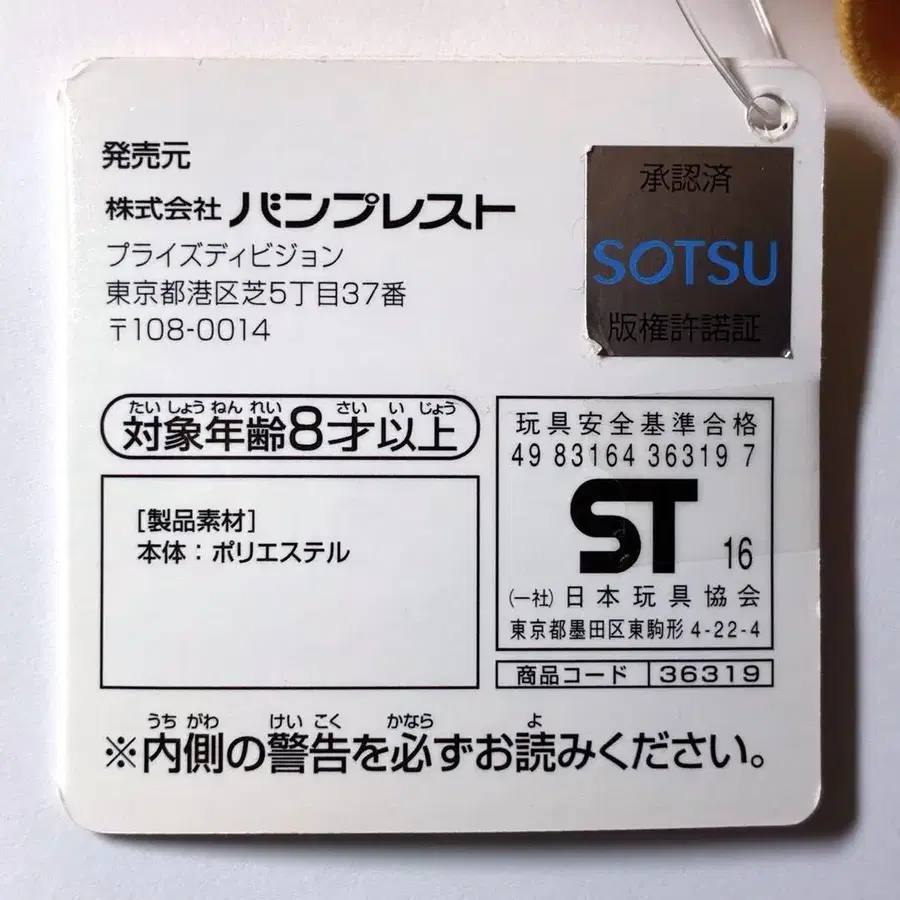 発売元
株式会社 バンプレスト
プライズディビジョン
東京都港区芝5丁目37番
〒108-0014
承認済
SOTSU
版権許諾証
たい しょう ねん れい さい い じょう
対象年齢8才以上
[製品素材]
本体：ポリエステル
玩具安全基準合格
49 83164 36319 7
ST 16
(一社)日本玩具協会
東京都墨田区東駒形 4-22-4
商品コード 36319
うち がわ けい こく かなら よ
※内側の警告を必ずお読みください。